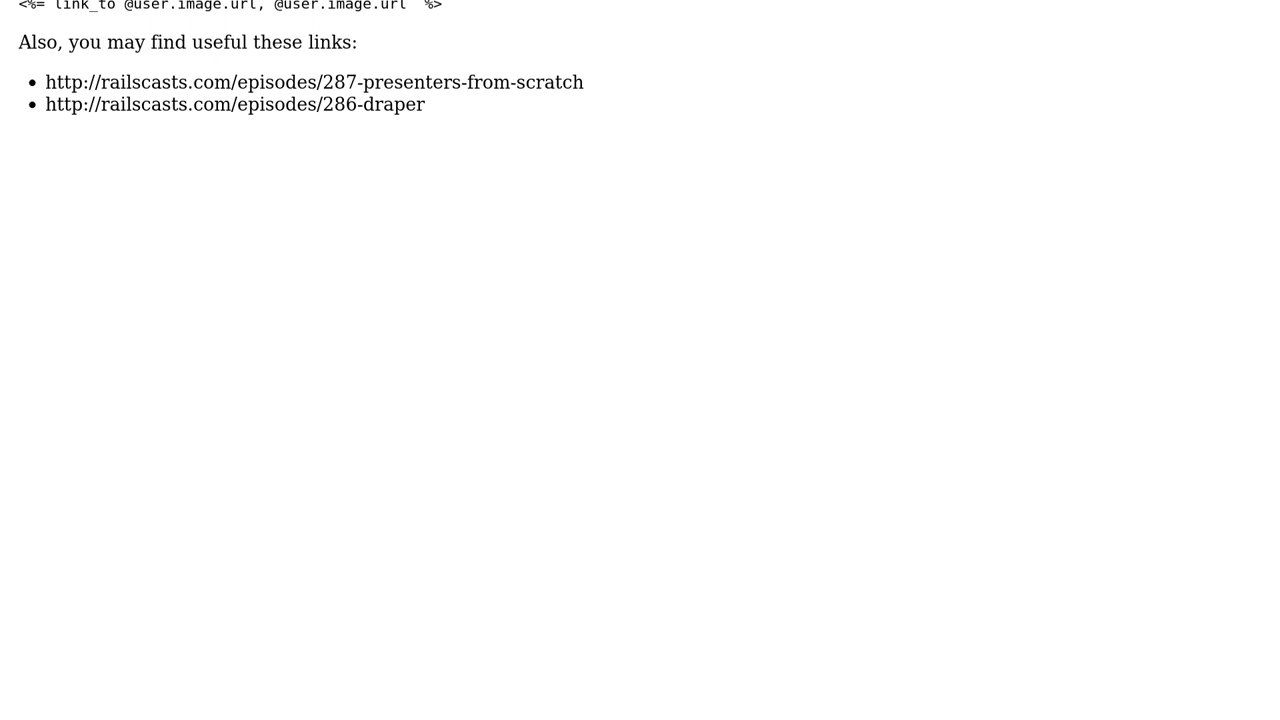 <%= link_to @user.image.url, @user.image.url  %>
Also, you may find useful these links:
• http://railscasts.com/episodes/287-presenters-from-scratch
• http://railscasts.com/episodes/286-draper